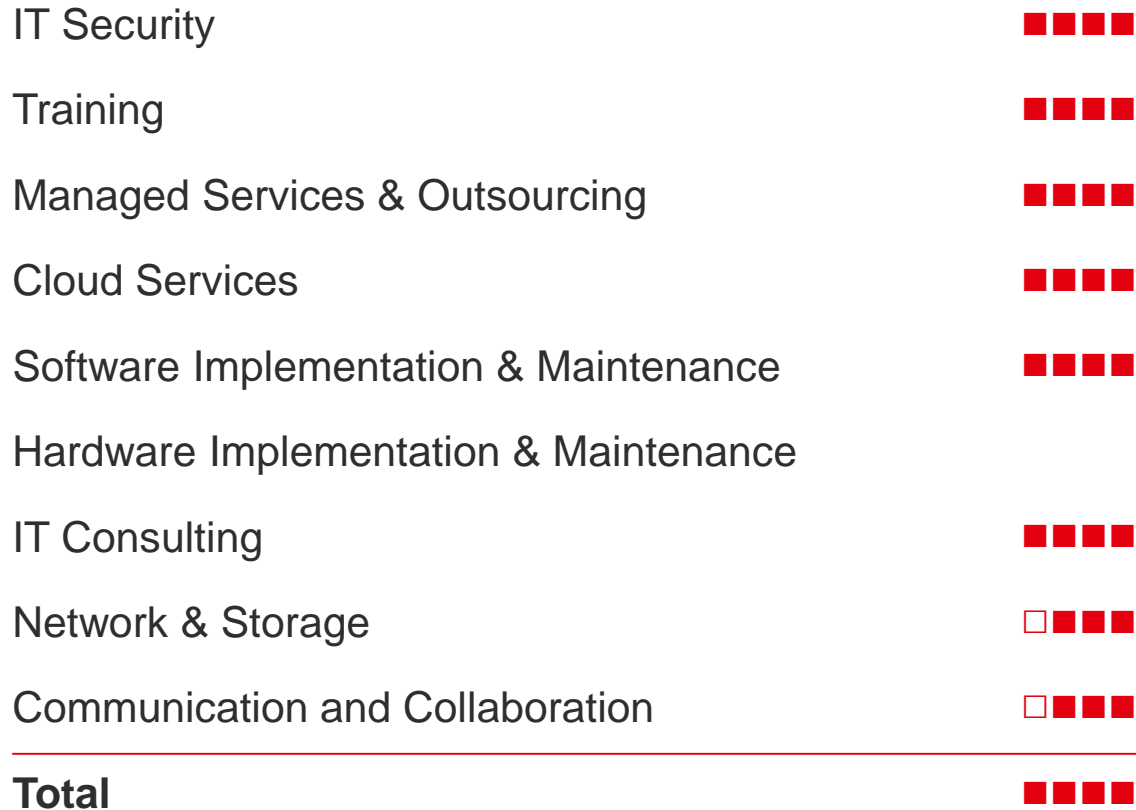 IT Security ■■■■
Training ■■■■
Managed Services & Outsourcing ■■■■
Cloud Services ■■■■
Software Implementation & Maintenance ■■■■
Hardware Implementation & Maintenance
IT Consulting ■■■■
Network & Storage □■■■
Communication and Collaboration □■■■
Total ■■■■